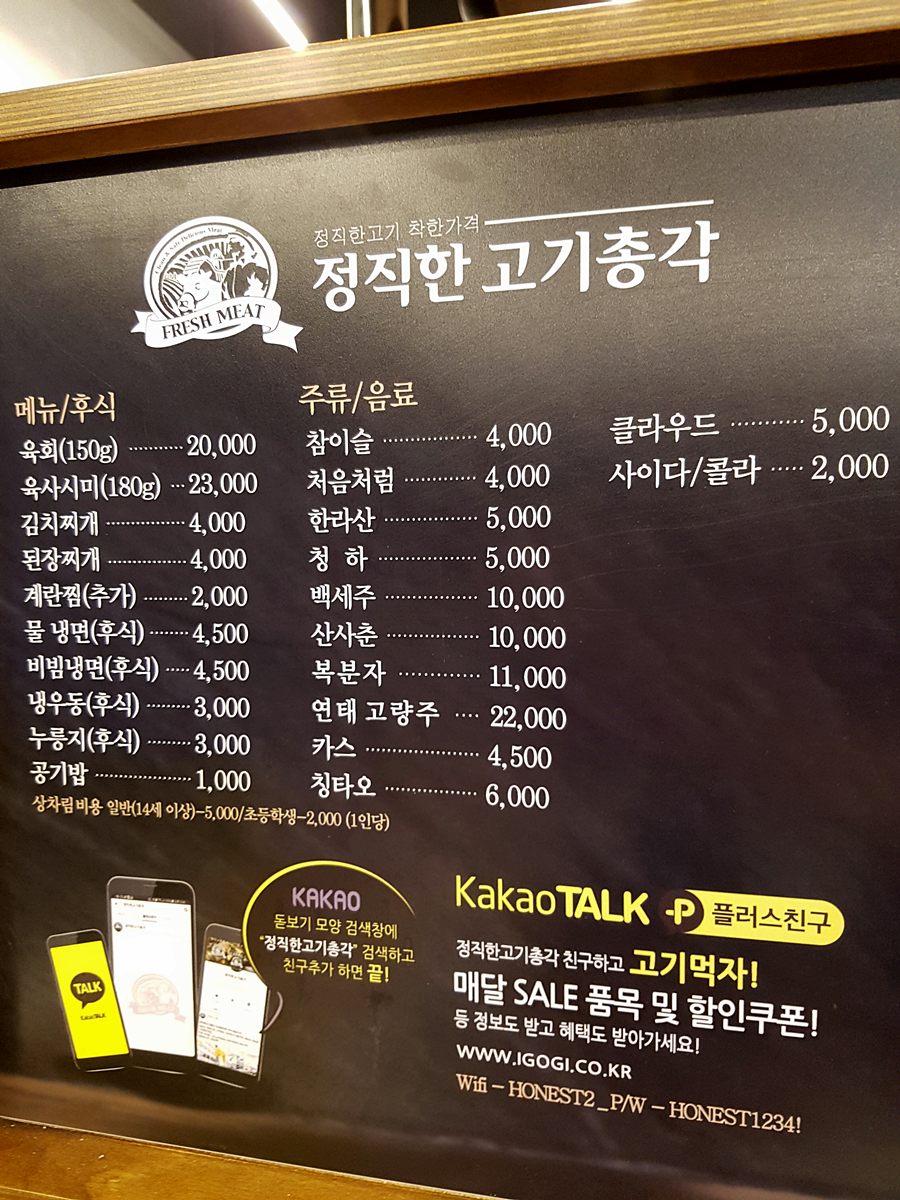 Clean & Safe Delicious Meat
FRESH MEAT
정직한고기 착한가격
정직한 고기총각
메뉴/후식
육회(150g) ··········· 20,000
육사시미(180g) ··· 23,000
김치찌개 ················ 4,000
된장찌개 ················ 4,000
계란찜(추가) ········· 2,000
물 냉면(후식) ········ 4,500
비빔냉면(후식) ····· 4,500
냉우동(후식) ········· 3,000
누룽지(후식) ········· 3,000
공기밥 ···················· 1,000
상차림비용 일반(14세 이상)-5,000/초등학생-2,000 (1인당)
주류/음료
참이슬 ·················· 4,000
처음처럼 ·············· 4,000
한라산 ·················· 5,000
청 하 ··················· 5,000
백세주 ·················· 10,000
산사춘 ·················· 10,000
복분자 ················ 11,000
연태 고량주 ···· 22,000
카스 ······················ 4,500
칭타오 ·················· 6,000
클라우드 ··········· 5,000
사이다/콜라 ····· 2,000
TALK
KakaoTALK
KAKAO
돋보기 모양 검색창에
“정직한고기총각” 검색하고
친구추가 하면 끝!
KakaoTALK P 플러스친구
정직한고기총각 친구하고 고기먹자!
매달 SALE 품목 및 할인쿠폰!
등 정보도 받고 혜택도 받아가세요!
WWW.IGOGI.CO.KR
Wifi - HONEST2_P/W - HONEST1234!